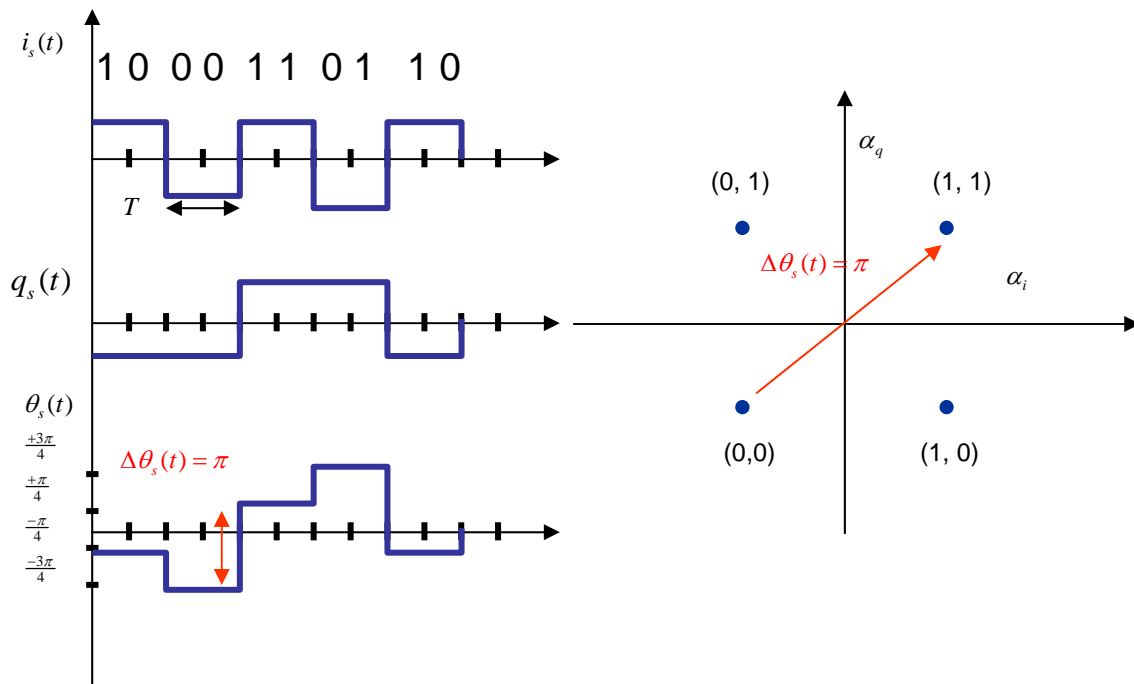 i_s(t)
1 0 0 0 1 1 0 1 1 0
T
q_s(t)
θ_s(t)
+3π/4
+π/4
-π/4
-3π/4
Δθ_s(t) = π
α_q
(0, 1)
(1, 1)
Δθ_s(t) = π
α_i
(0,0)
(1, 0)